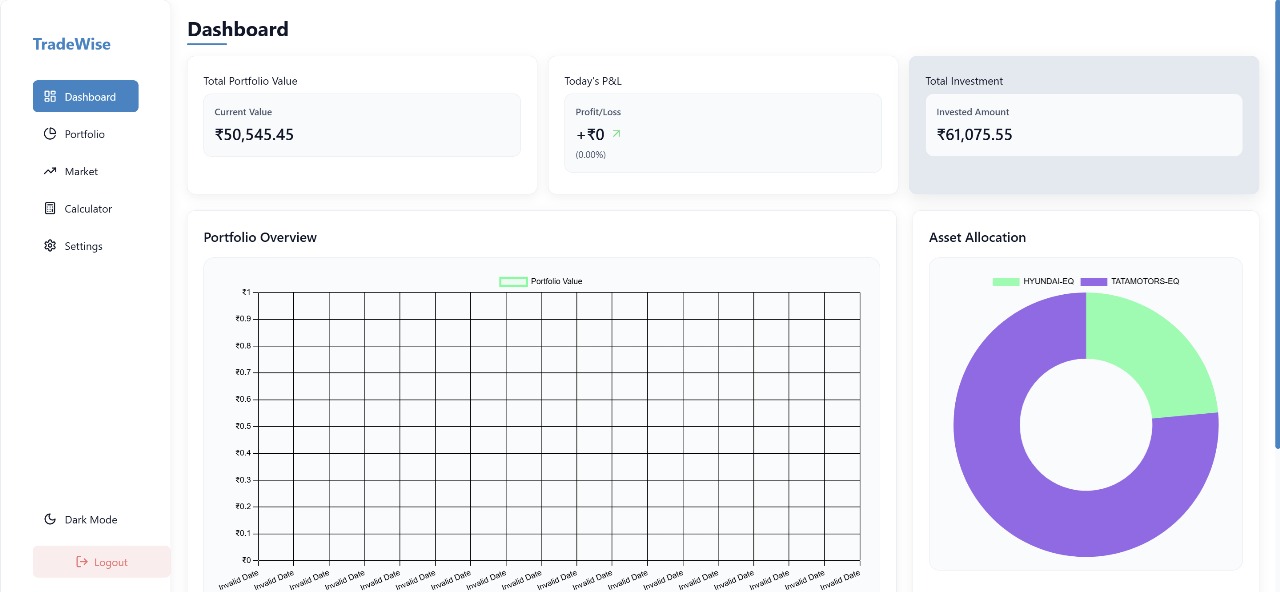 TradeWise
Dashboard
Portfolio
Market
Calculator
Settings
Dark Mode
Logout
Dashboard
Total Portfolio Value
Current Value
₹50,545.45
Today's P&L
Profit/Loss
+₹0
(0.00%)
Total Investment
Invested Amount
₹61,075.55
Portfolio Overview
Portfolio Value
₹1
₹0.9
₹0.8
₹0.7
₹0.6
₹0.5
₹0.4
₹0.3
₹0.2
₹0.1
₹0
Invalid Date Invalid Date Invalid Date Invalid Date Invalid Date Invalid Date Invalid Date Invalid Date Invalid Date Invalid Date Invalid Date Invalid Date Invalid Date Invalid Date Invalid Date Invalid Date Invalid Date Invalid Date
Asset Allocation
HYUNDAI-EQ TATAMOTORS-EQ